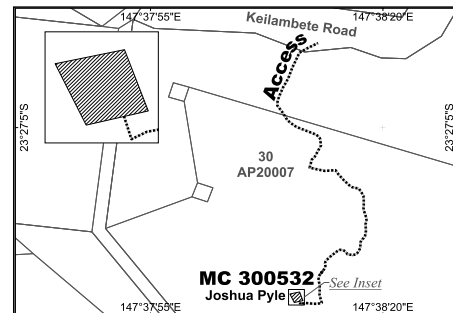 147°37'55"E
147°38'20"E
Keilambete Road
Access
23°27'5"S
23°27'5"S
30
AP20007
MC 300532
Joshua Pyle
See Inset
147°37'55"E
147°38'20"E